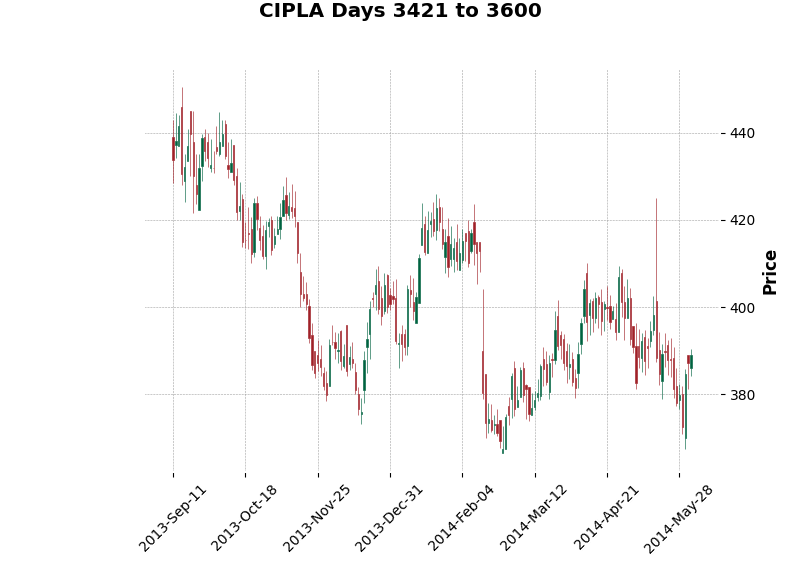 CIPLA Days 3421 to 3600
440
420
400
380
Price
2013-Sep-11
2013-Oct-18
2013-Nov-25
2013-Dec-31
2014-Feb-04
2014-Mar-12
2014-Apr-21
2014-May-28